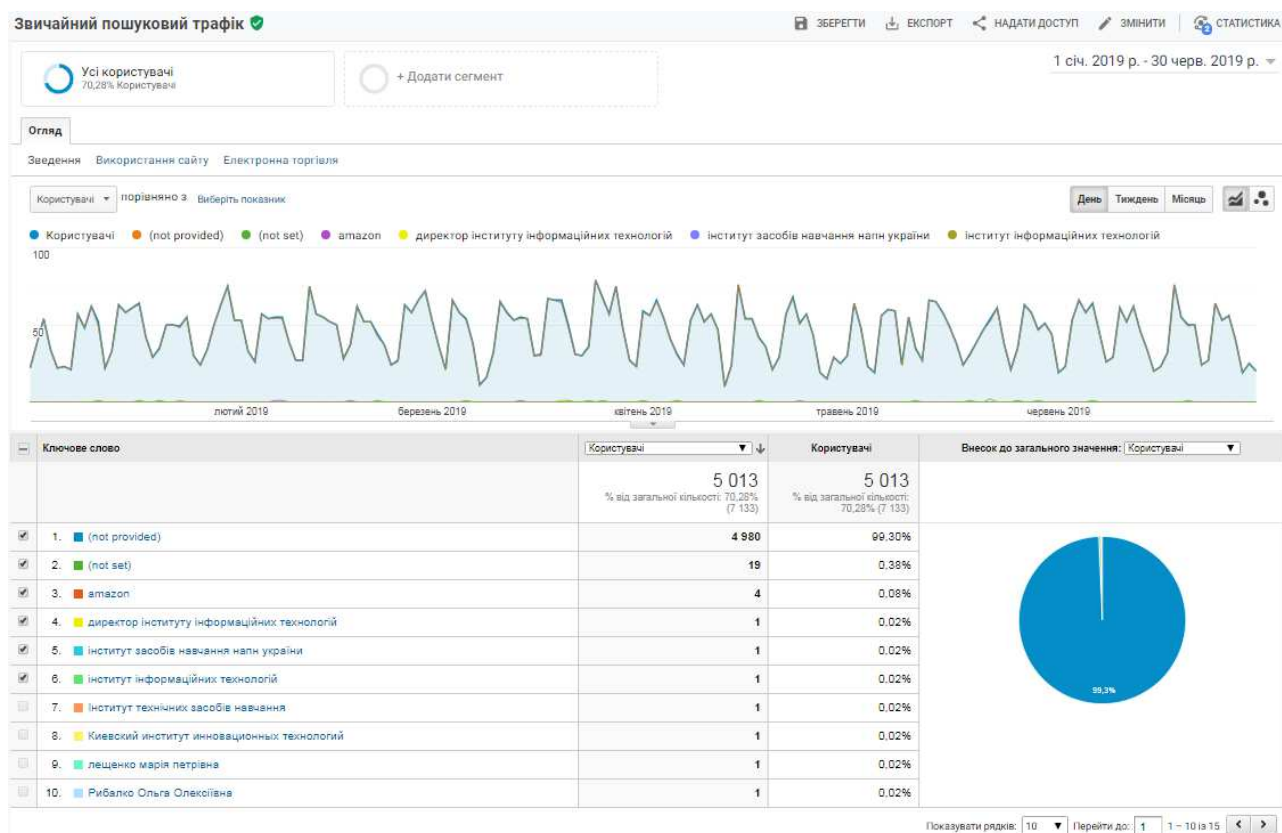 Звичайний пошуковий трафік
ЗБЕРЕГТИ ЕКСПОРТ НАДАТИ ДОСТУП ЗМІНИТИ 2 СТАТИСТИКА
Усі користувачі
70,28% Користувачі
+ Додати сегмент
1 січ. 2019 р. - 30 черв. 2019 р.
Огляд
Зведення Використання сайту Електронна торгівля
Користувачі порівняно з Виберіть показник
День Тиждень Місяць
Користувачі (not provided) (not set) amazon директор інституту інформаційних технологій інститут засобів навчання напн україни інститут інформаційних технологій
100
50
лютий 2019 березень 2019 квітень 2019 травень 2019 червень 2019
Ключове слово Користувачі Користувачі Внесок до загального значення: Користувачі
5 013 5 013
% від загальної кількості: 70,28% (7 133) % від загальної кількості: 70,28% (7 133)
1. (not provided) 4 980 99,30%
2. (not set) 19 0,38%
3. amazon 4 0,08%
4. директор інституту інформаційних технологій 1 0,02%
5. інститут засобів навчання напн україни 1 0,02%
6. інститут інформаційних технологій 1 0,02%
7. Інститут технічних засобів навчання 1 0,02%
8. Киевский институт инновационных технологий 1 0,02%
9. лещенко марія петрівна 1 0,02%
10. Рибалко Ольга Олексіївна 1 0,02%
99,3%
Показувати рядків: 10 Перейти до: 1 1 – 10 із 15